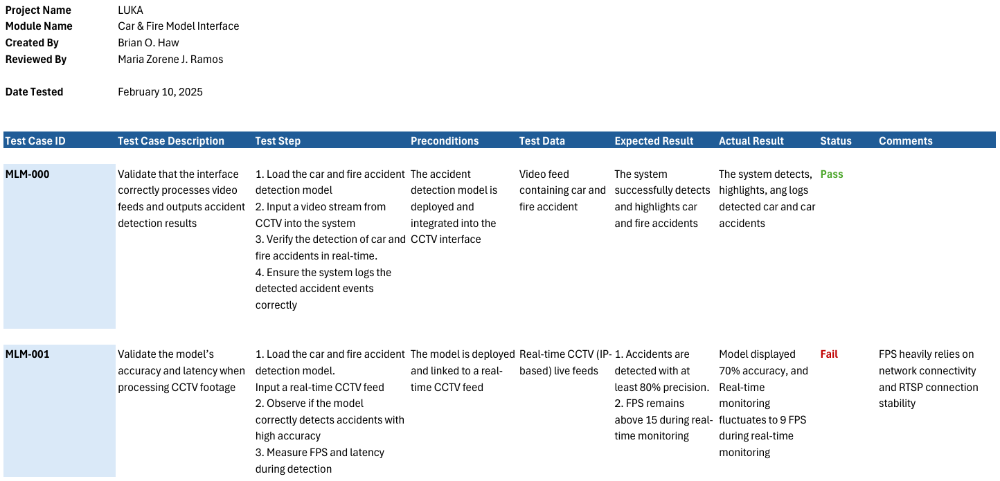 Project Name LUKA
Module Name Car & Fire Model Interface
Created By Brian O. Haw
Reviewed By Maria Zorene J. Ramos
Date Tested February 10, 2025
Test Case ID Test Case Description Test Step Preconditions Test Data Expected Result Actual Result Status Comments
MLM-000
Validate that the interface
correctly processes video
feeds and outputs accident
detection results
1. Load the car and fire accident
detection model
2. Input a video stream from
CCTV into the system
3. Verify the detection of car and
fire accidents in real-time.
4. Ensure the system logs the
detected accident events
correctly
The accident
detection model is
deployed and
integrated into the
CCTV interface
Video feed
containing car and
fire accident
The system
successfully detects
and highlights car
and fire accidents
The system detects,
highlights, ang logs
detected car and car
accidents
Pass
MLM-001
Validate the model’s
accuracy and latency when
processing CCTV footage
1. Load the car and fire accident
detection model.
Input a real-time CCTV feed
2. Observe if the model
correctly detects accidents with
high accuracy
3. Measure FPS and latency
during detection
The model is deployed
and linked to a real-
time CCTV feed
Real-time CCTV (IP-
based) live feeds
1. Accidents are
detected with at
least 80% precision.
2. FPS remains
above 15 during real-
time monitoring
Model displayed
70% accuracy, and
Real-time
monitoring
fluctuates to 9 FPS
during real-time
monitoring
Fail
FPS heavily relies on
network connectivity
and RTSP connection
stability